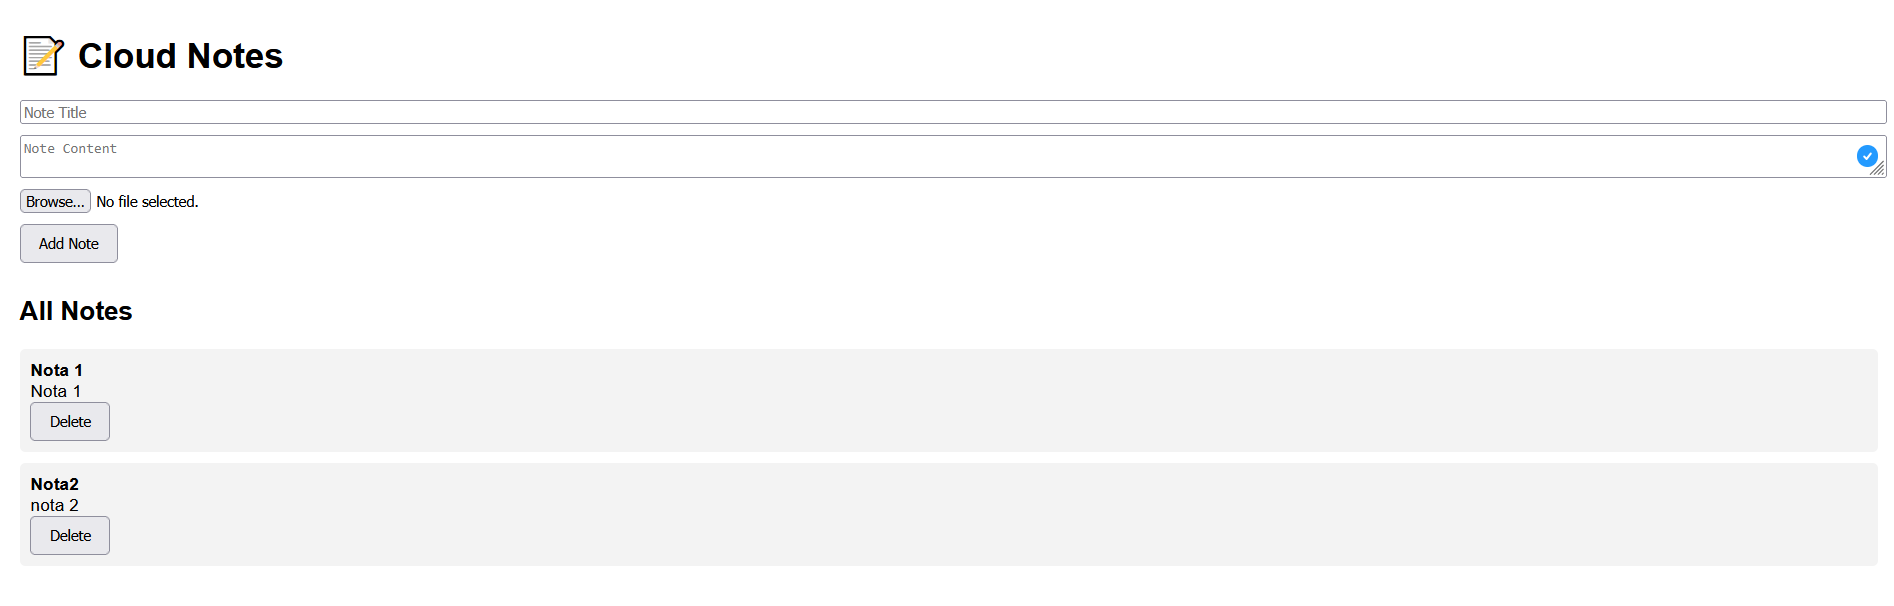 Cloud Notes
Note Title
Note Content
Browse... No file selected.
Add Note
All Notes
Nota 1
Nota 1
Delete
Nota2
nota 2
Delete